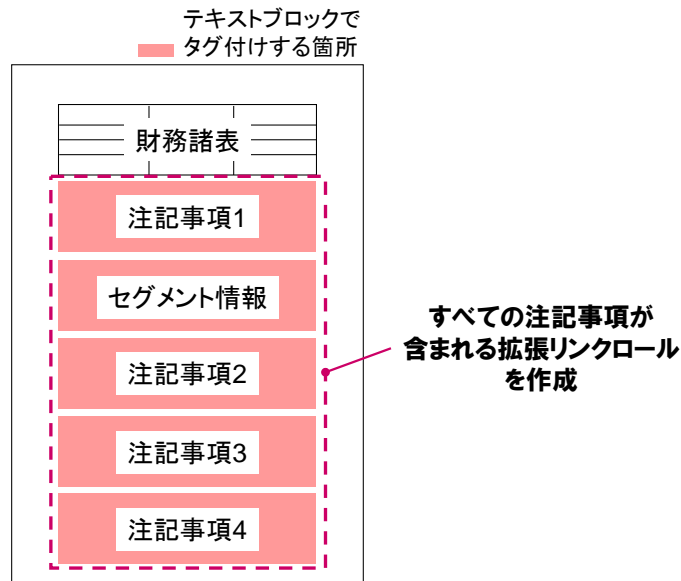 テキストブロックで
タグ付けする箇所
財務諸表
注記事項1
セグメント情報
注記事項2
注記事項3
注記事項4
すべての注記事項が
含まれる拡張リンクロール
を作成